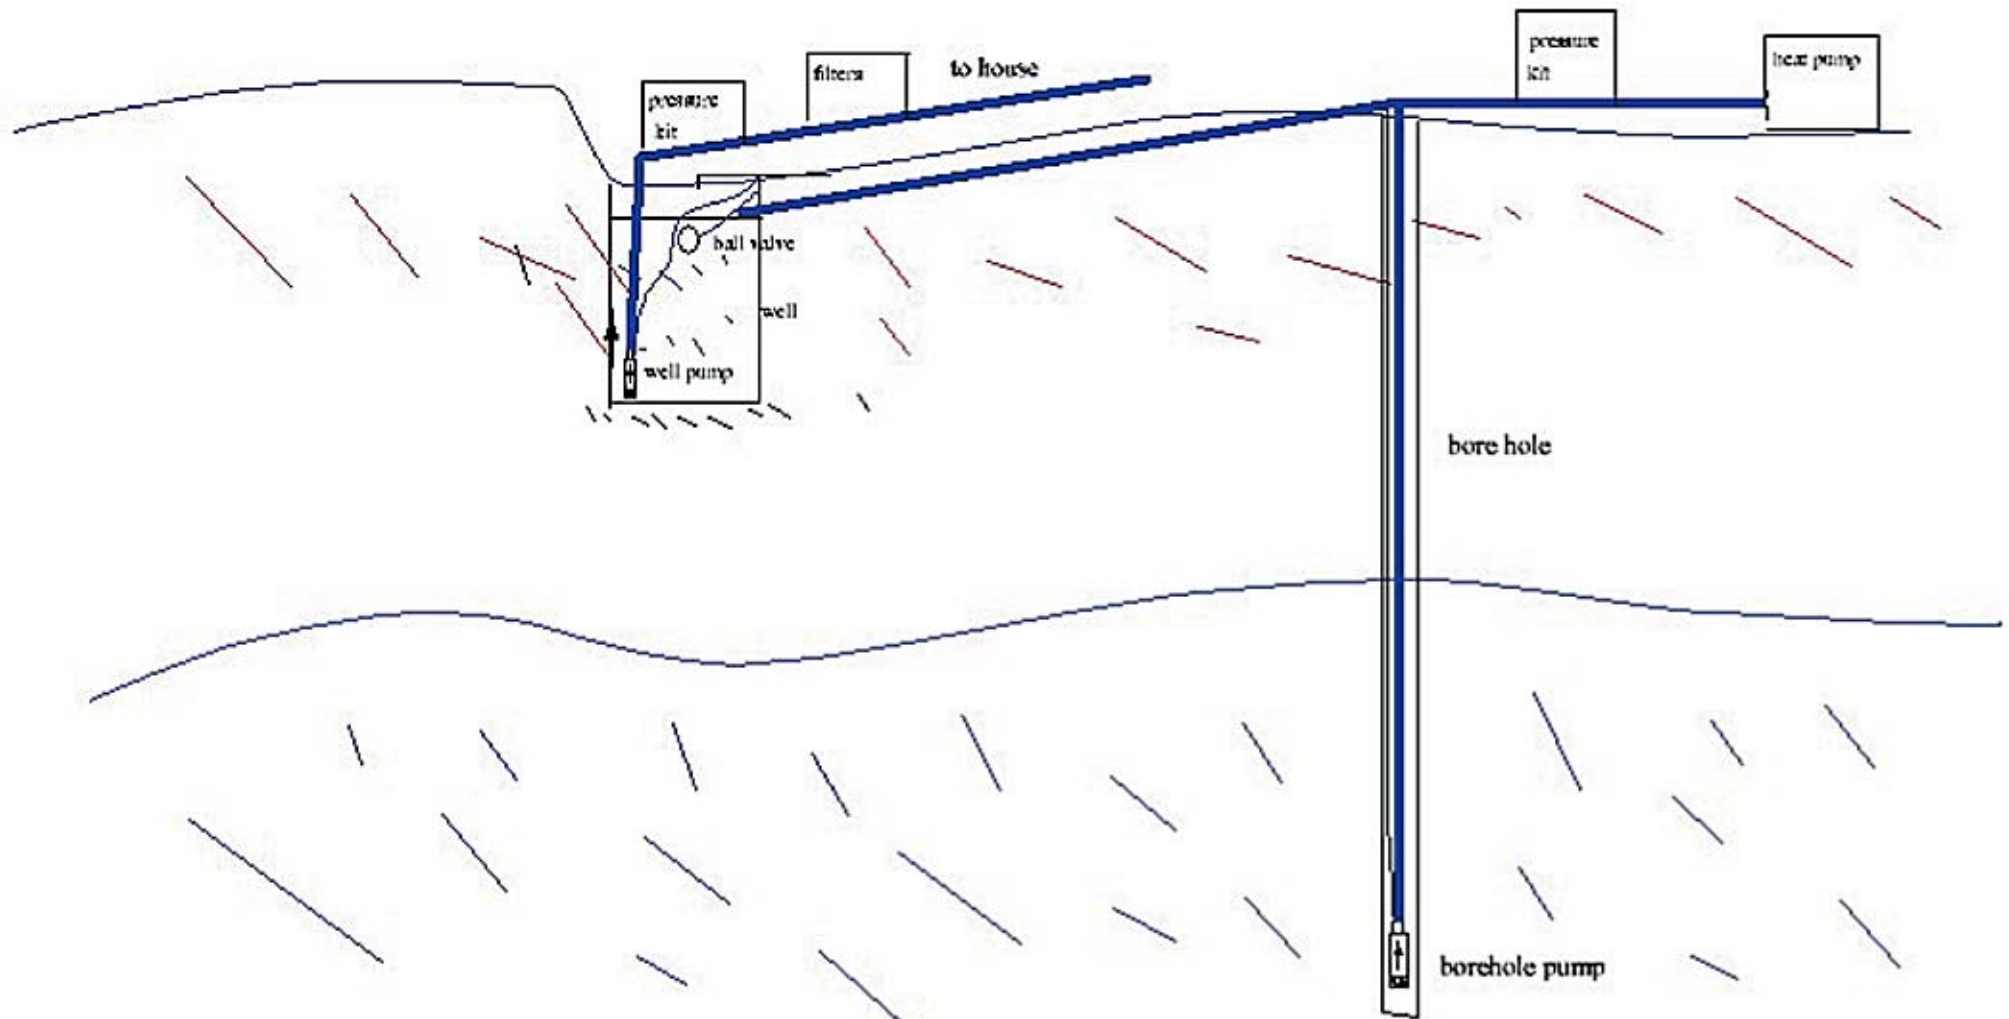 pressure
kit
filters
to house
pressure
kit
heat pump
ball valve
well
well pump
bore hole
borehole pump